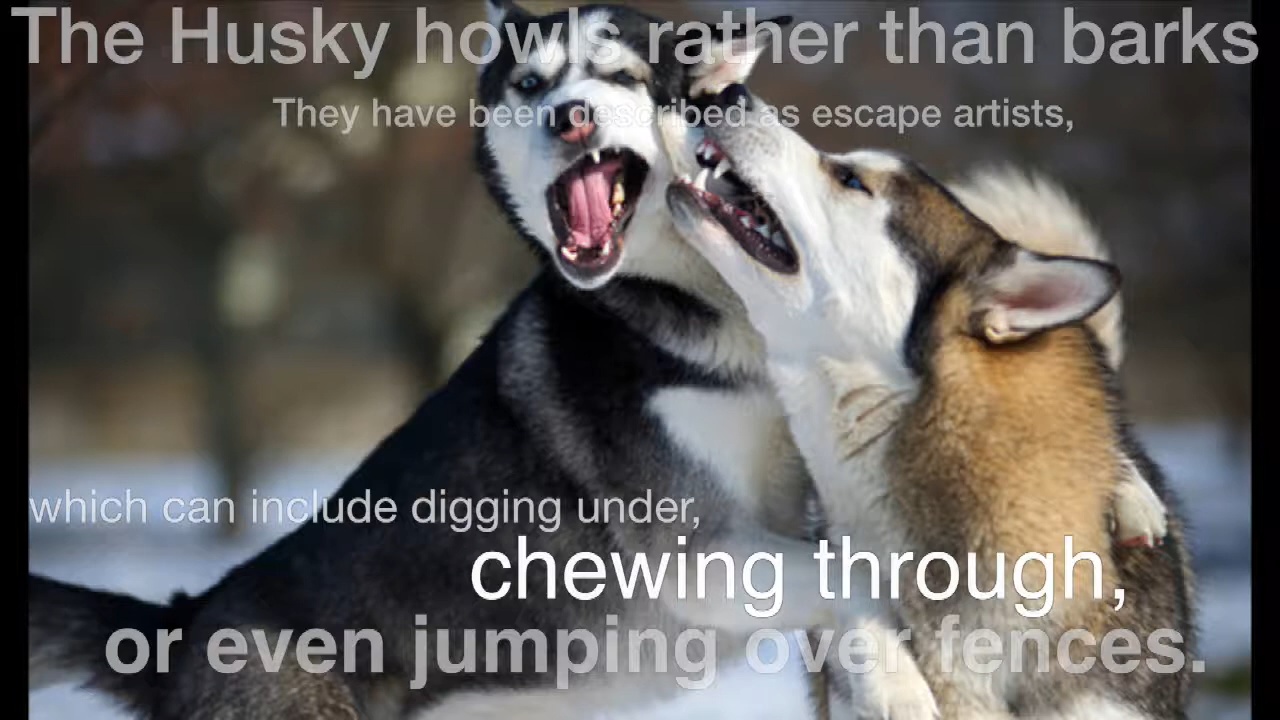 The Husky howls rather than barks
They have been described as escape artists,
which can include digging under,
chewing through,
or even jumping over fences.